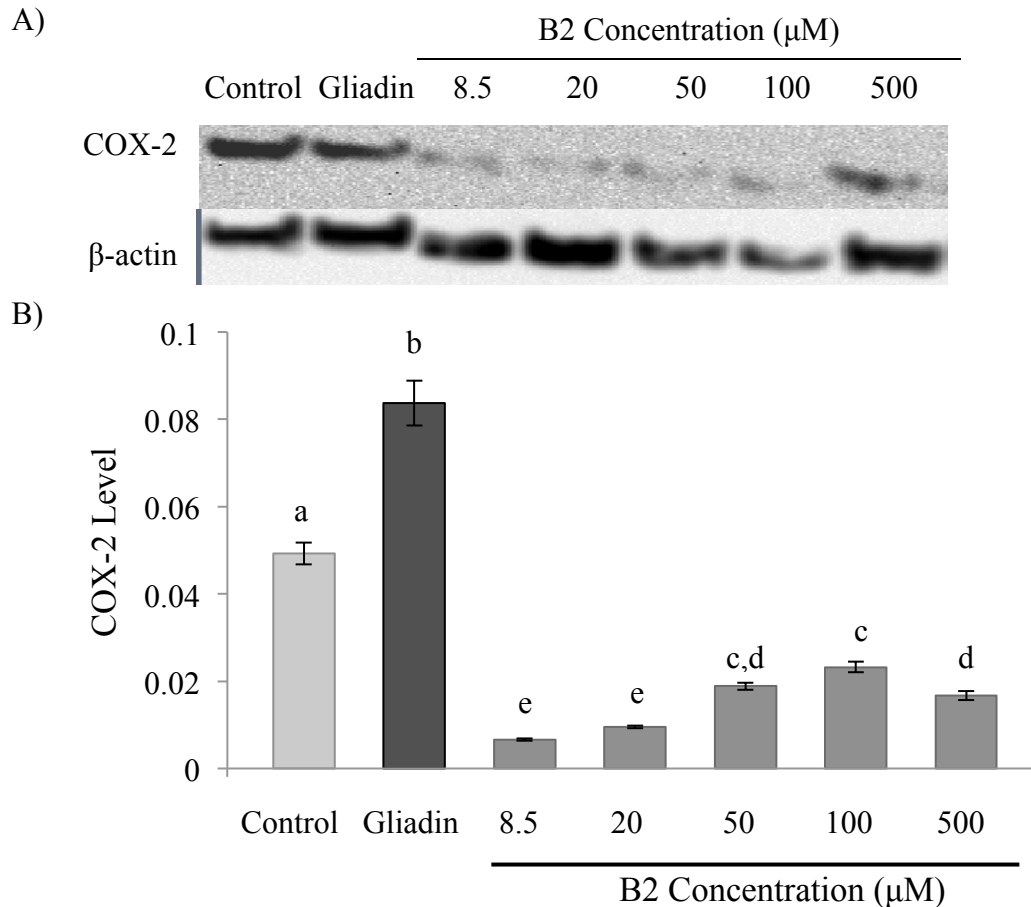 A)
B2 Concentration (μM)
Control Gliadin 8.5 20 50 100 500
COX-2
β-actin
B)
0.1
0.08
0.06
0.04
0.02
0
COX-2 Level
a
b
e
e
c,d
c
d
Control Gliadin 8.5 20 50 100 500
B2 Concentration (μM)